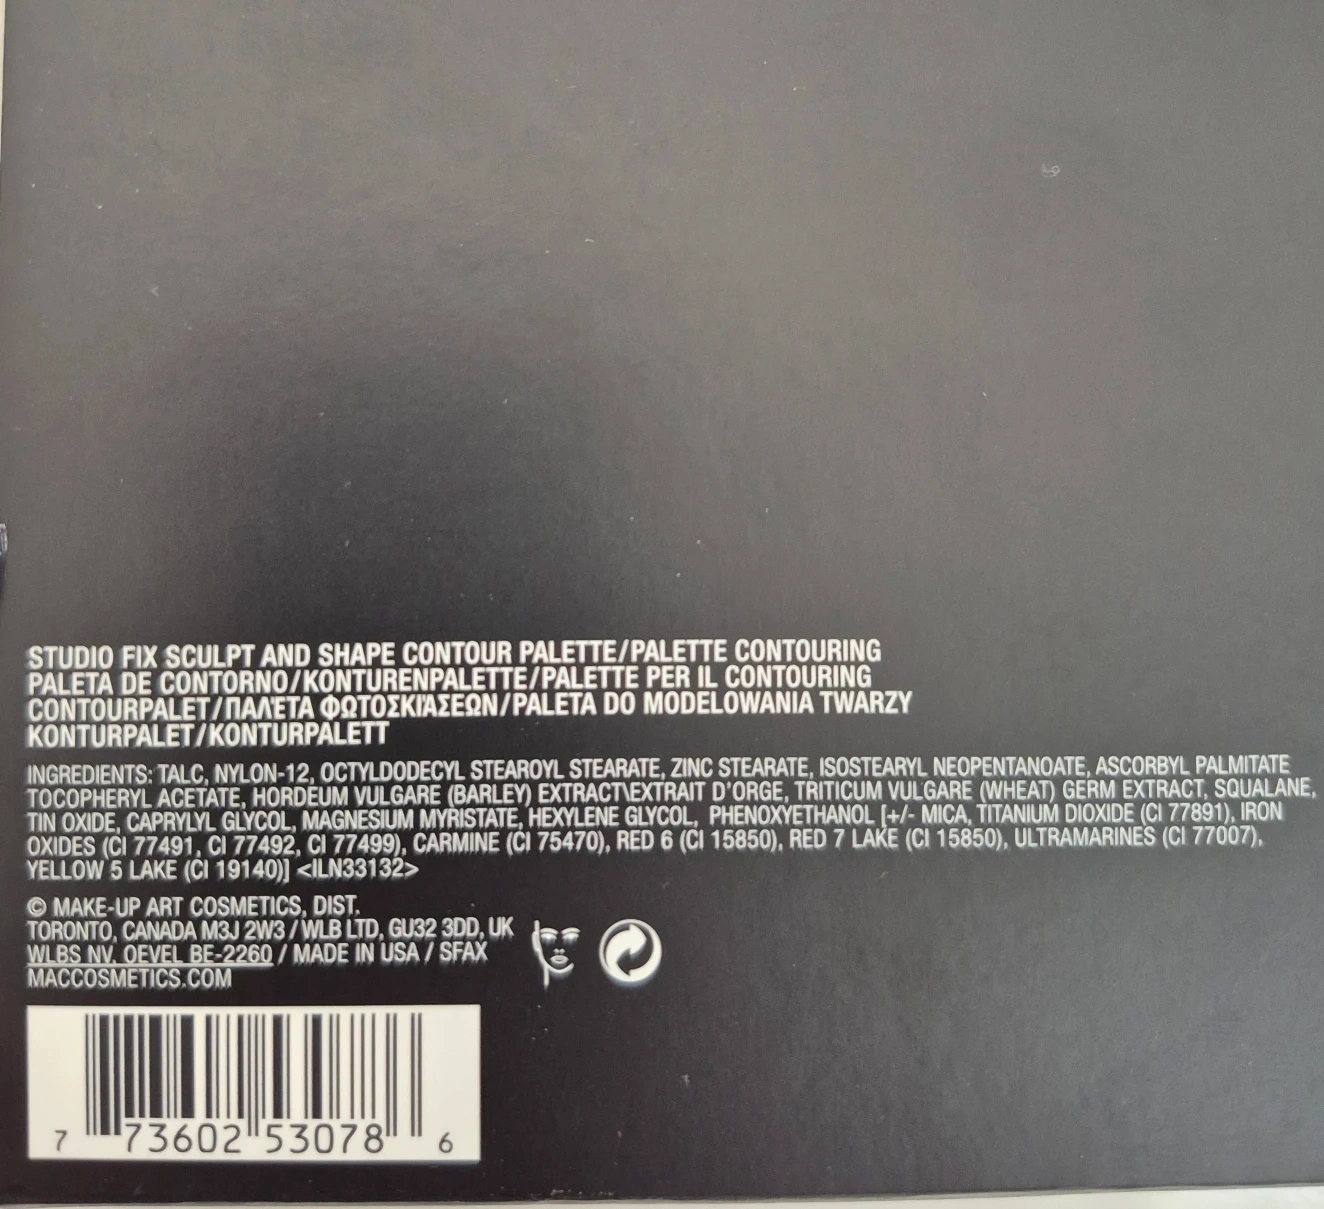 STUDIO FIX SCULPT AND SHAPE CONTOUR PALETTE/PALETTE CONTOURING
PALETA DE CONTORNO/KONTURENPALETTE/PALETTE PER IL CONTOURING
CONTOURPALET/ΠΑΛΈΤΑ ΦΩΤΟΣΚΙΆΣΕΩΝ/PALETA DO MODELOWANIA TWARZY
KONTURPALET/KONTURPALETT
INGREDIENTS: TALC, NYLON-12, OCTYLDODECYL STEAROYL STEARATE, ZINC STEARATE, ISOSTEARYL NEOPENTANOATE, ASCORBYL PALMITATE
TOCOPHERYL ACETATE, HORDEUM VULGARE (BARLEY) EXTRACT\EXTRAIT D'ORGE, TRITICUM VULGARE (WHEAT) GERM EXTRACT, SQUALANE,
TIN OXIDE, CAPRYLYL GLYCOL, MAGNESIUM MYRISTATE, HEXYLENE GLYCOL, PHENOXYETHANOL [+/- MICA, TITANIUM DIOXIDE (CI 77891), IRON
OXIDES (CI 77491, CI 77492, CI 77499), CARMINE (CI 75470), RED 6 (CI 15850), RED 7 LAKE (CI 15850), ULTRAMARINES (CI 77007),
YELLOW 5 LAKE (CI 19140)] <ILN33132>
© MAKE-UP ART COSMETICS, DIST.
TORONTO, CANADA M3J 2W3 / WLB LTD, GU32 3DD, UK
WLBS NV, OEVEL BE-2260 / MADE IN USA / SFAX
MACCOSMETICS.COM
7 73602 53078 6